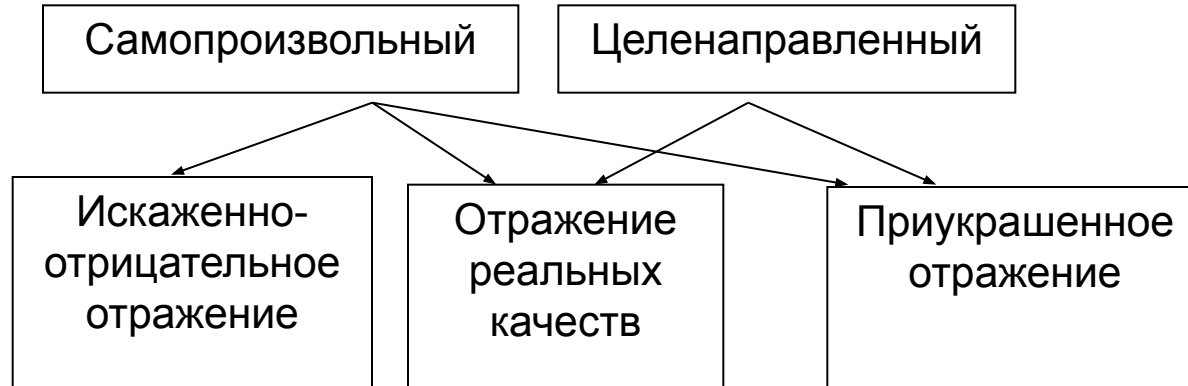 Самопроизвольный
Целенаправленный
Искаженно-
отрицательное
отражение
Отражение
реальных
качеств
Приукрашенное
отражение